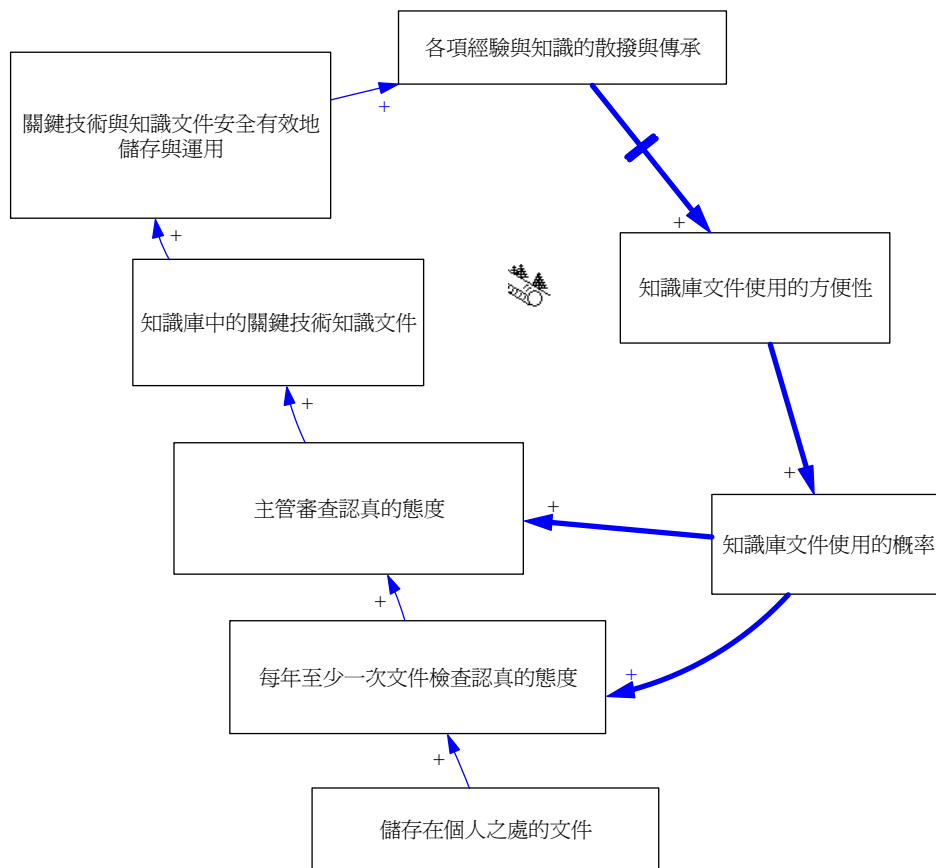 各項經驗與知識的散撥與傳承
關鍵技術與知識文件安全有效地
儲存與運用
+
+
+
知識庫文件使用的方便性
知識庫中的關鍵技術知識文件
+
+
主管審查認真的態度
+
知識庫文件使用的概率
+
每年至少一次文件檢查認真的態度
+
+
儲存在個人之處的文件